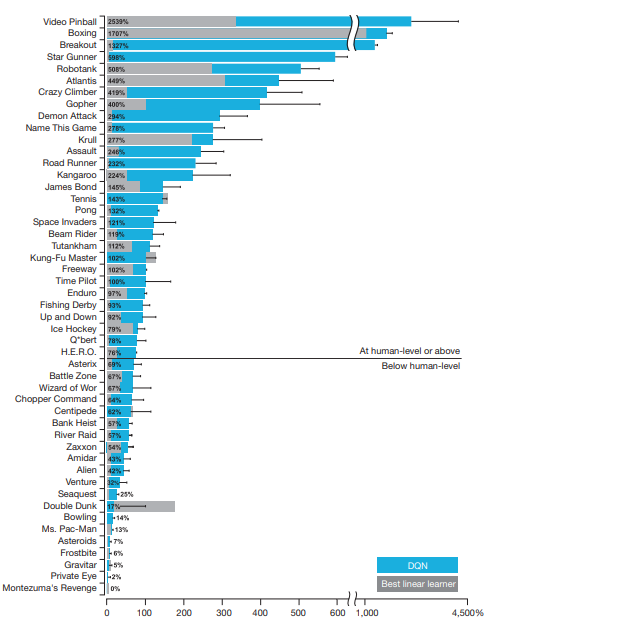 Video Pinball 2539%
Boxing 1707%
Breakout 1327%
Star Gunner 598%
Robotank 508%
Atlantis 449%
Crazy Climber 419%
Gopher 400%
Demon Attack 294%
Name This Game 278%
Krull 277%
Assault 246%
Road Runner 232%
Kangaroo 224%
James Bond 145%
Tennis 143%
Pong 132%
Space Invaders 121%
Beam Rider 119%
Tutankham 112%
Kung-Fu Master 102%
Freeway 102%
Time Pilot 100%
Enduro 97%
Fishing Derby 93%
Up and Down 92%
Ice Hockey 79%
Q*bert 78%
H.E.R.O. 76%
At human-level or above
Below human-level
Asterix 69%
Battle Zone 67%
Wizard of Wor 67%
Chopper Command 64%
Centipede 62%
Bank Heist 57%
River Raid 57%
Zaxxon 54%
Amidar 43%
Alien 42%
Venture 32%
Seaquest 25%
Double Dunk 17%
Bowling 14%
Ms. Pac-Man 13%
Asteroids 7%
Frostbite 6%
Gravitar 5%
Private Eye 2%
Montezuma's Revenge 0%
DQN
Best linear learner
0 100 200 300 400 500 600 1,000 4,500%